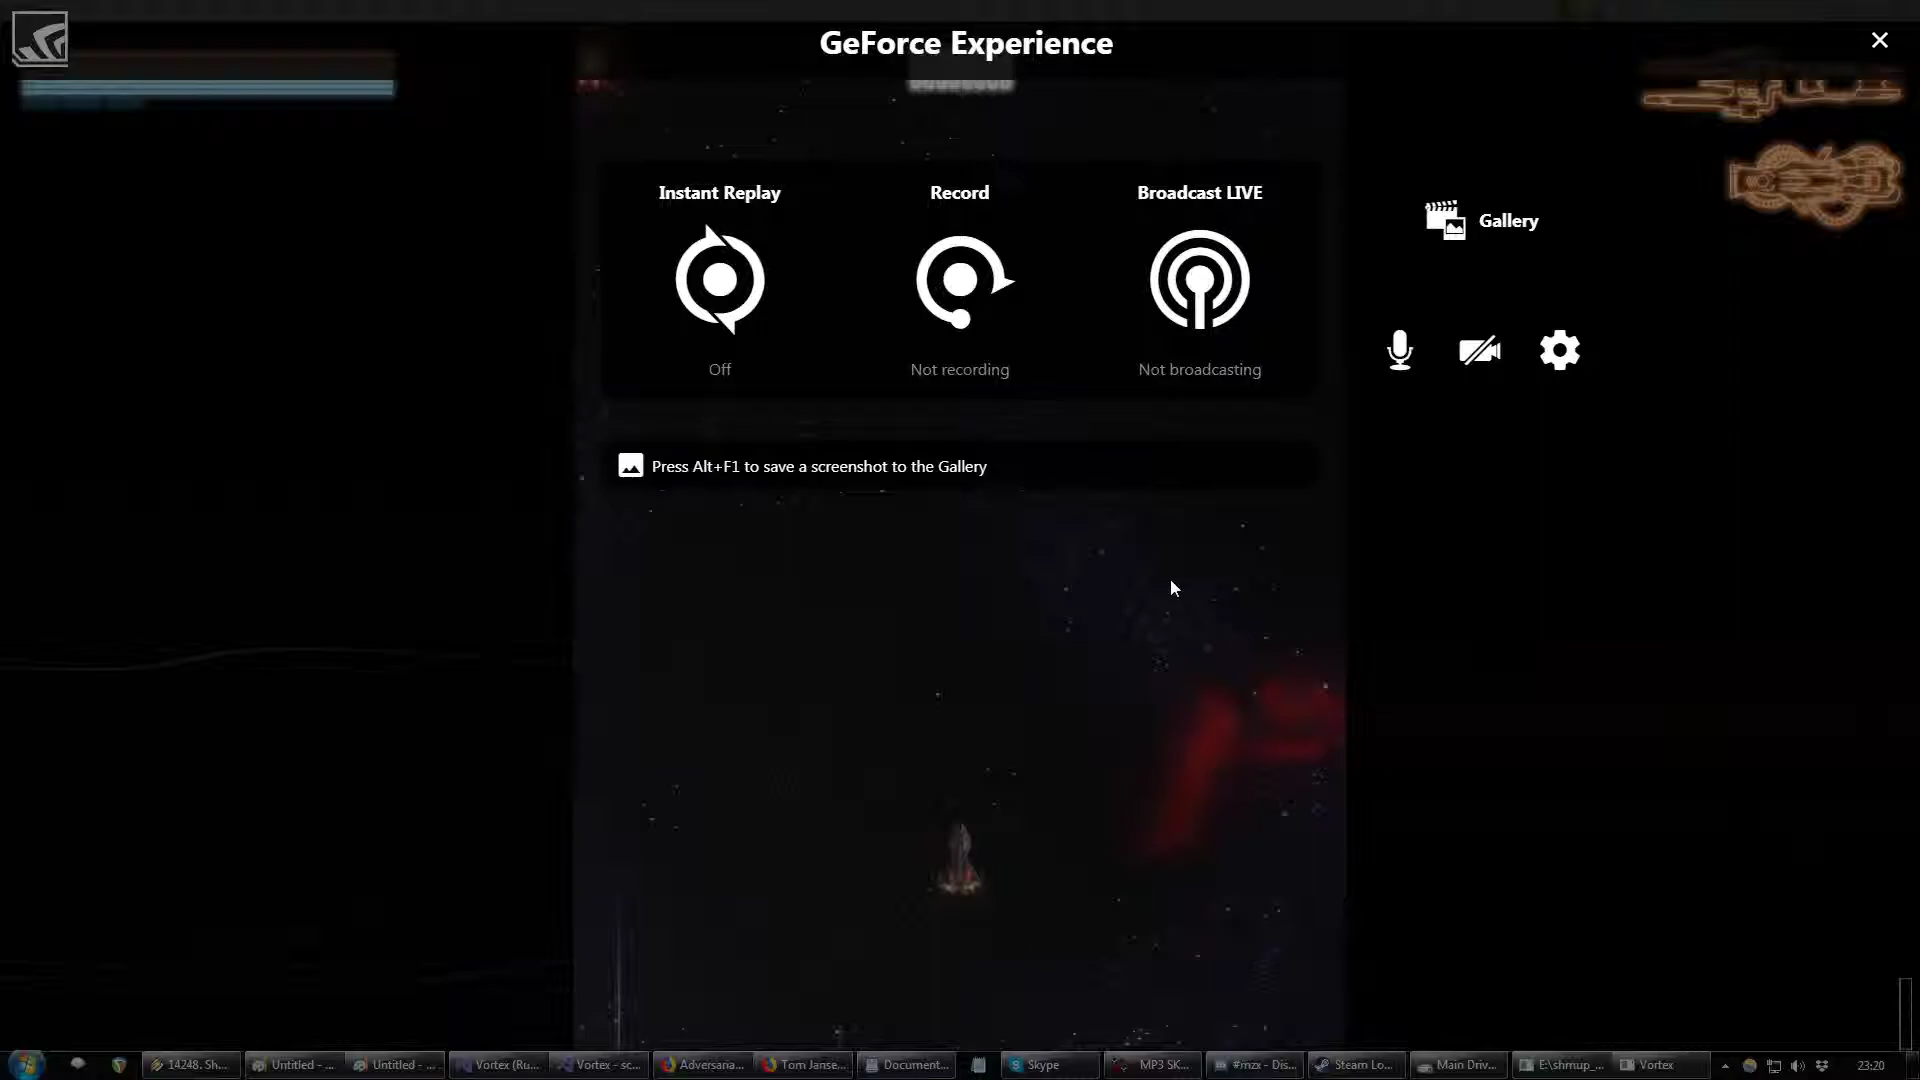 GeForce Experience
Instant Replay
Record
Broadcast LIVE
Gallery
Off
Not recording
Not broadcasting
Press Alt+F1 to save a screenshot to the Gallery
14248. Sh...
Untitled - ...
Untitled - ...
Vortex (Ru...
Vortex - sc...
Adversaria...
Tom Janse...
Document...
Skype
MP3 SK...
#mzx - Dis...
Steam Lo...
Main Driv...
E:\shmup_...
Vortex
23:20